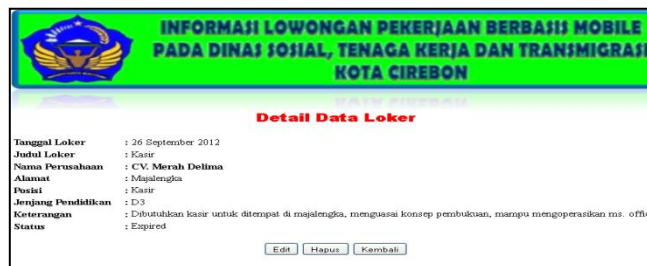 INFORMASI LOWONGAN PEKERJAAN BERBASIS MOBILE
PADA DINAS SOSIAL, TENAGA KERJA DAN TRANSMIGRASI
KOTA CIREBON
Detail Data Loker
Tanggal Loker : 26 September 2012
Judul Loker : Kasir
Nama Perusahaan : CV. Merah Delima
Alamat : Majalengka
Posisi : Kasir
Jenjang Pendidikan : D3
Keterangan : Dibutuhkan kasir untuk ditempat di majalengka, menguasai konsep pembukuan, mampu mengoperasikan ms. offic
Status : Expired
Edit Hapus Kembali